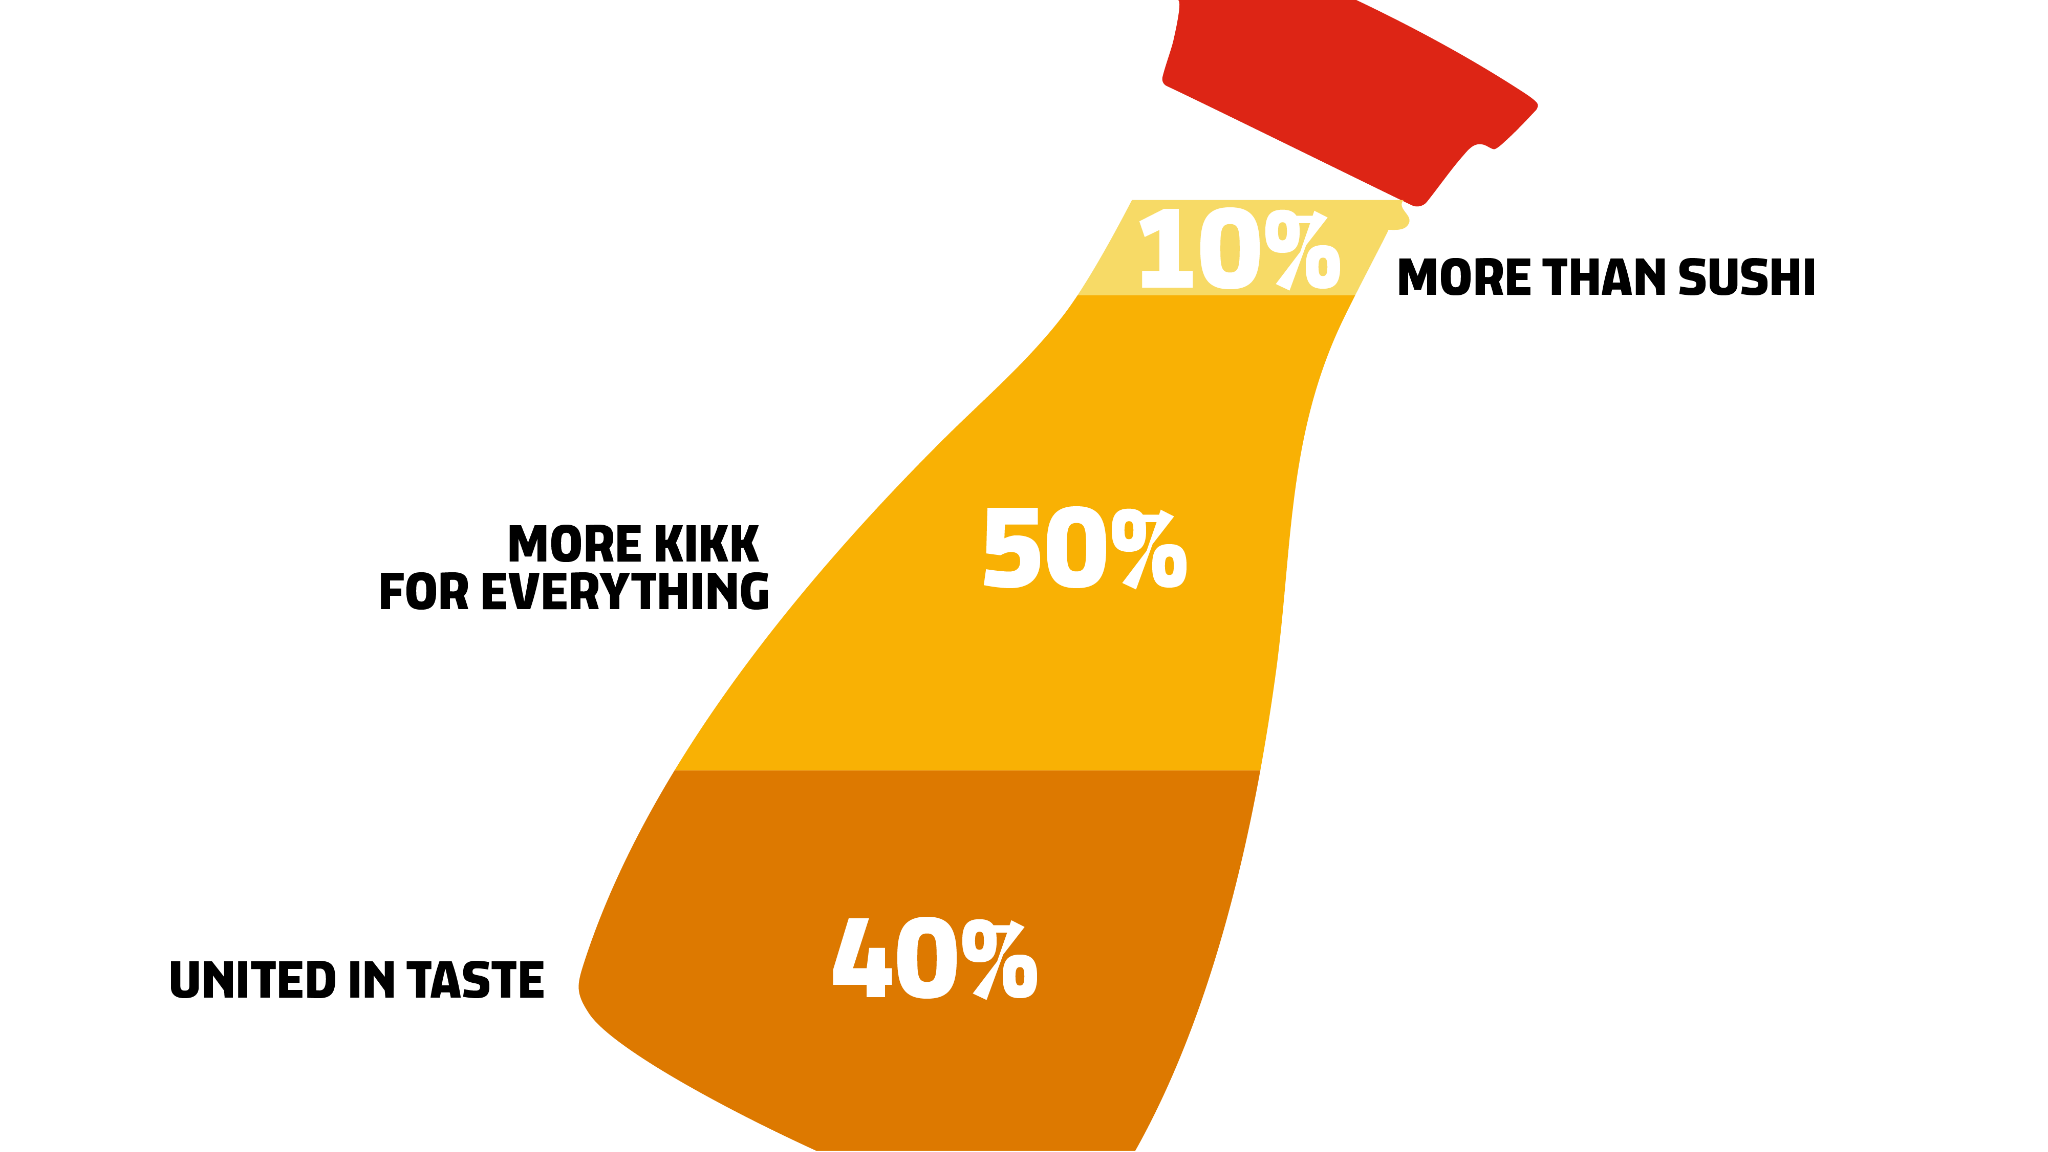 10%
MORE THAN SUSHI
MORE KIKK
FOR EVERYTHING
50%
UNITED IN TASTE
40%